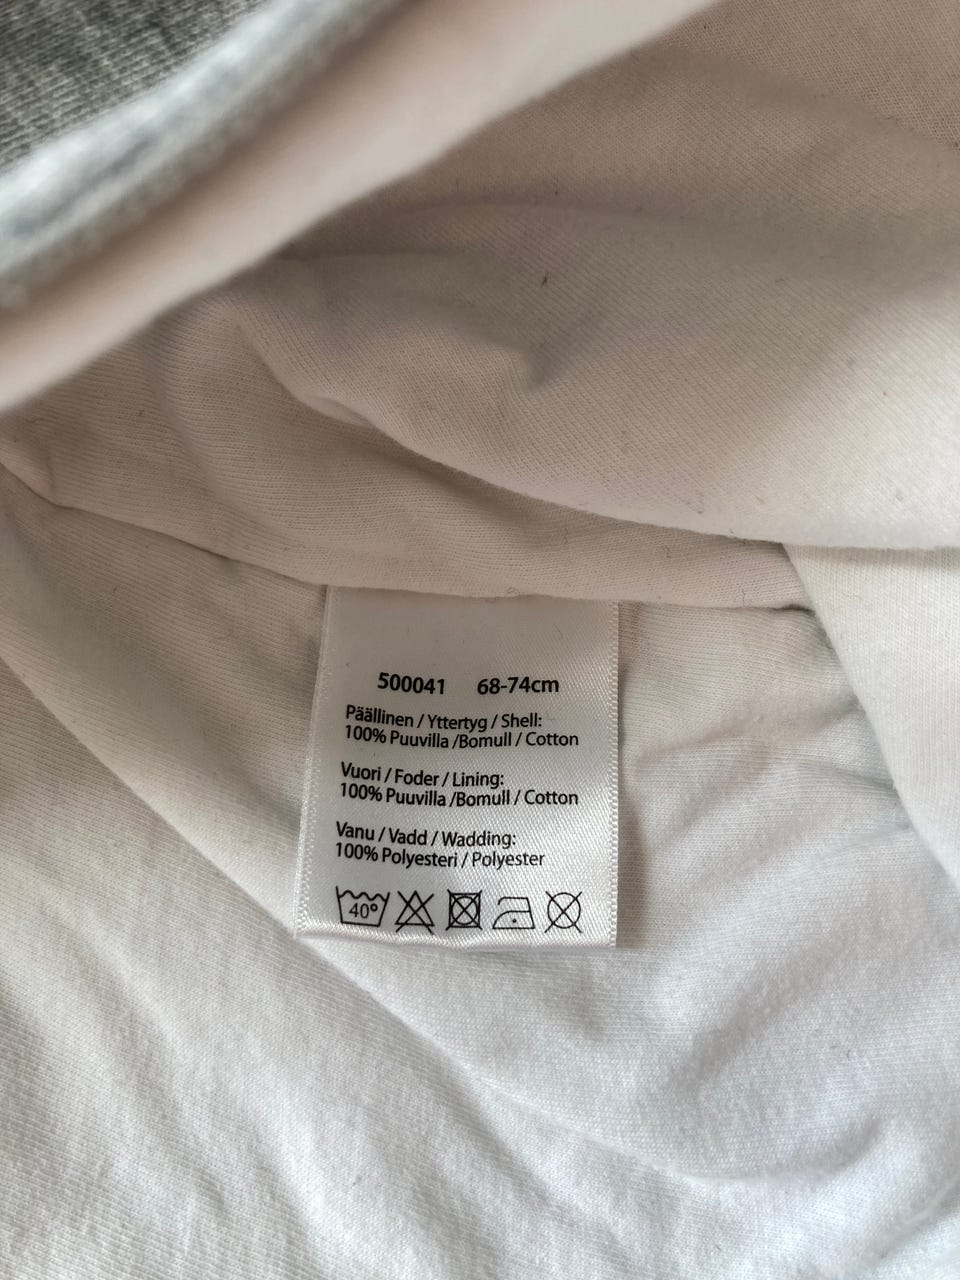 500041 68-74cm
Päällinen / Yttertyg / Shell:
100% Puuvilla /Bomull / Cotton
Vuori / Foder / Lining:
100% Puuvilla /Bomull / Cotton
Vanu / Vadd / Wadding:
100% Polyesteri / Polyester
40°